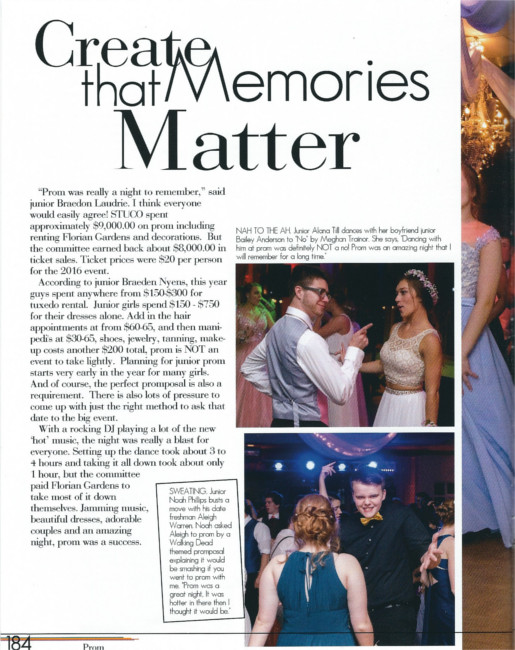 Create
that Memories
Matter
"Prom was really a night to remember," said
junior Braedon Laudrie. I think everyone
would easily agree! STUCO spent
approximately $9,000.00 on prom including
renting Florian Gardens and decorations. But
the committee earned back about $8,000.00 in
ticket sales. Ticket prices were $20 per person
for the 2016 event.
According to junior Braeden Nyens, this year
guys spent anywhere from $150-$300 for
tuxedo rental. Junior girls spend $150 - $750
for their dresses alone. Add in the hair
appointments at from $60-65, and then mani-
pedi's at $30-65, shoes, jewelry, tanning, make-
up costs another $200 total, prom is NOT an
event to take lightly. Planning for junior prom
starts very early in the year for many girls.
And of course, the perfect promposal is also a
requirement. There is also lots of pressure to
come up with just the right method to ask that
date to the big event.
With a rocking DJ playing a lot of the new
'hot' music, the night was really a blast for
everyone. Setting up the dance took about 3 to
4 hours and taking it all down took about only
1 hour, but the committee
paid Florian Gardens to
take most of it down
themselves. Jamming music,
beautiful dresses, adorable
couples and an amazing
night, prom was a success.
NAH TO THE AH. Junior Alana Till dances with her boyfriend junior
Bailey Anderson to "No" by Meghan Trainor. She says, "Dancing with
him at prom was definitely NOT a no! Prom was an amazing night that I
will remember for a long time."
SWEATING. Junior
Noah Phillips busts a
move with his date
freshman Aleigh
Warren. Noah asked
Aleigh to prom by a
Walking Dead
themed promposal
explaining it would
be smashing if you
went to prom with
me. "Prom was a
great night. It was
hotter in there then I
thought it would be."
184
Prom